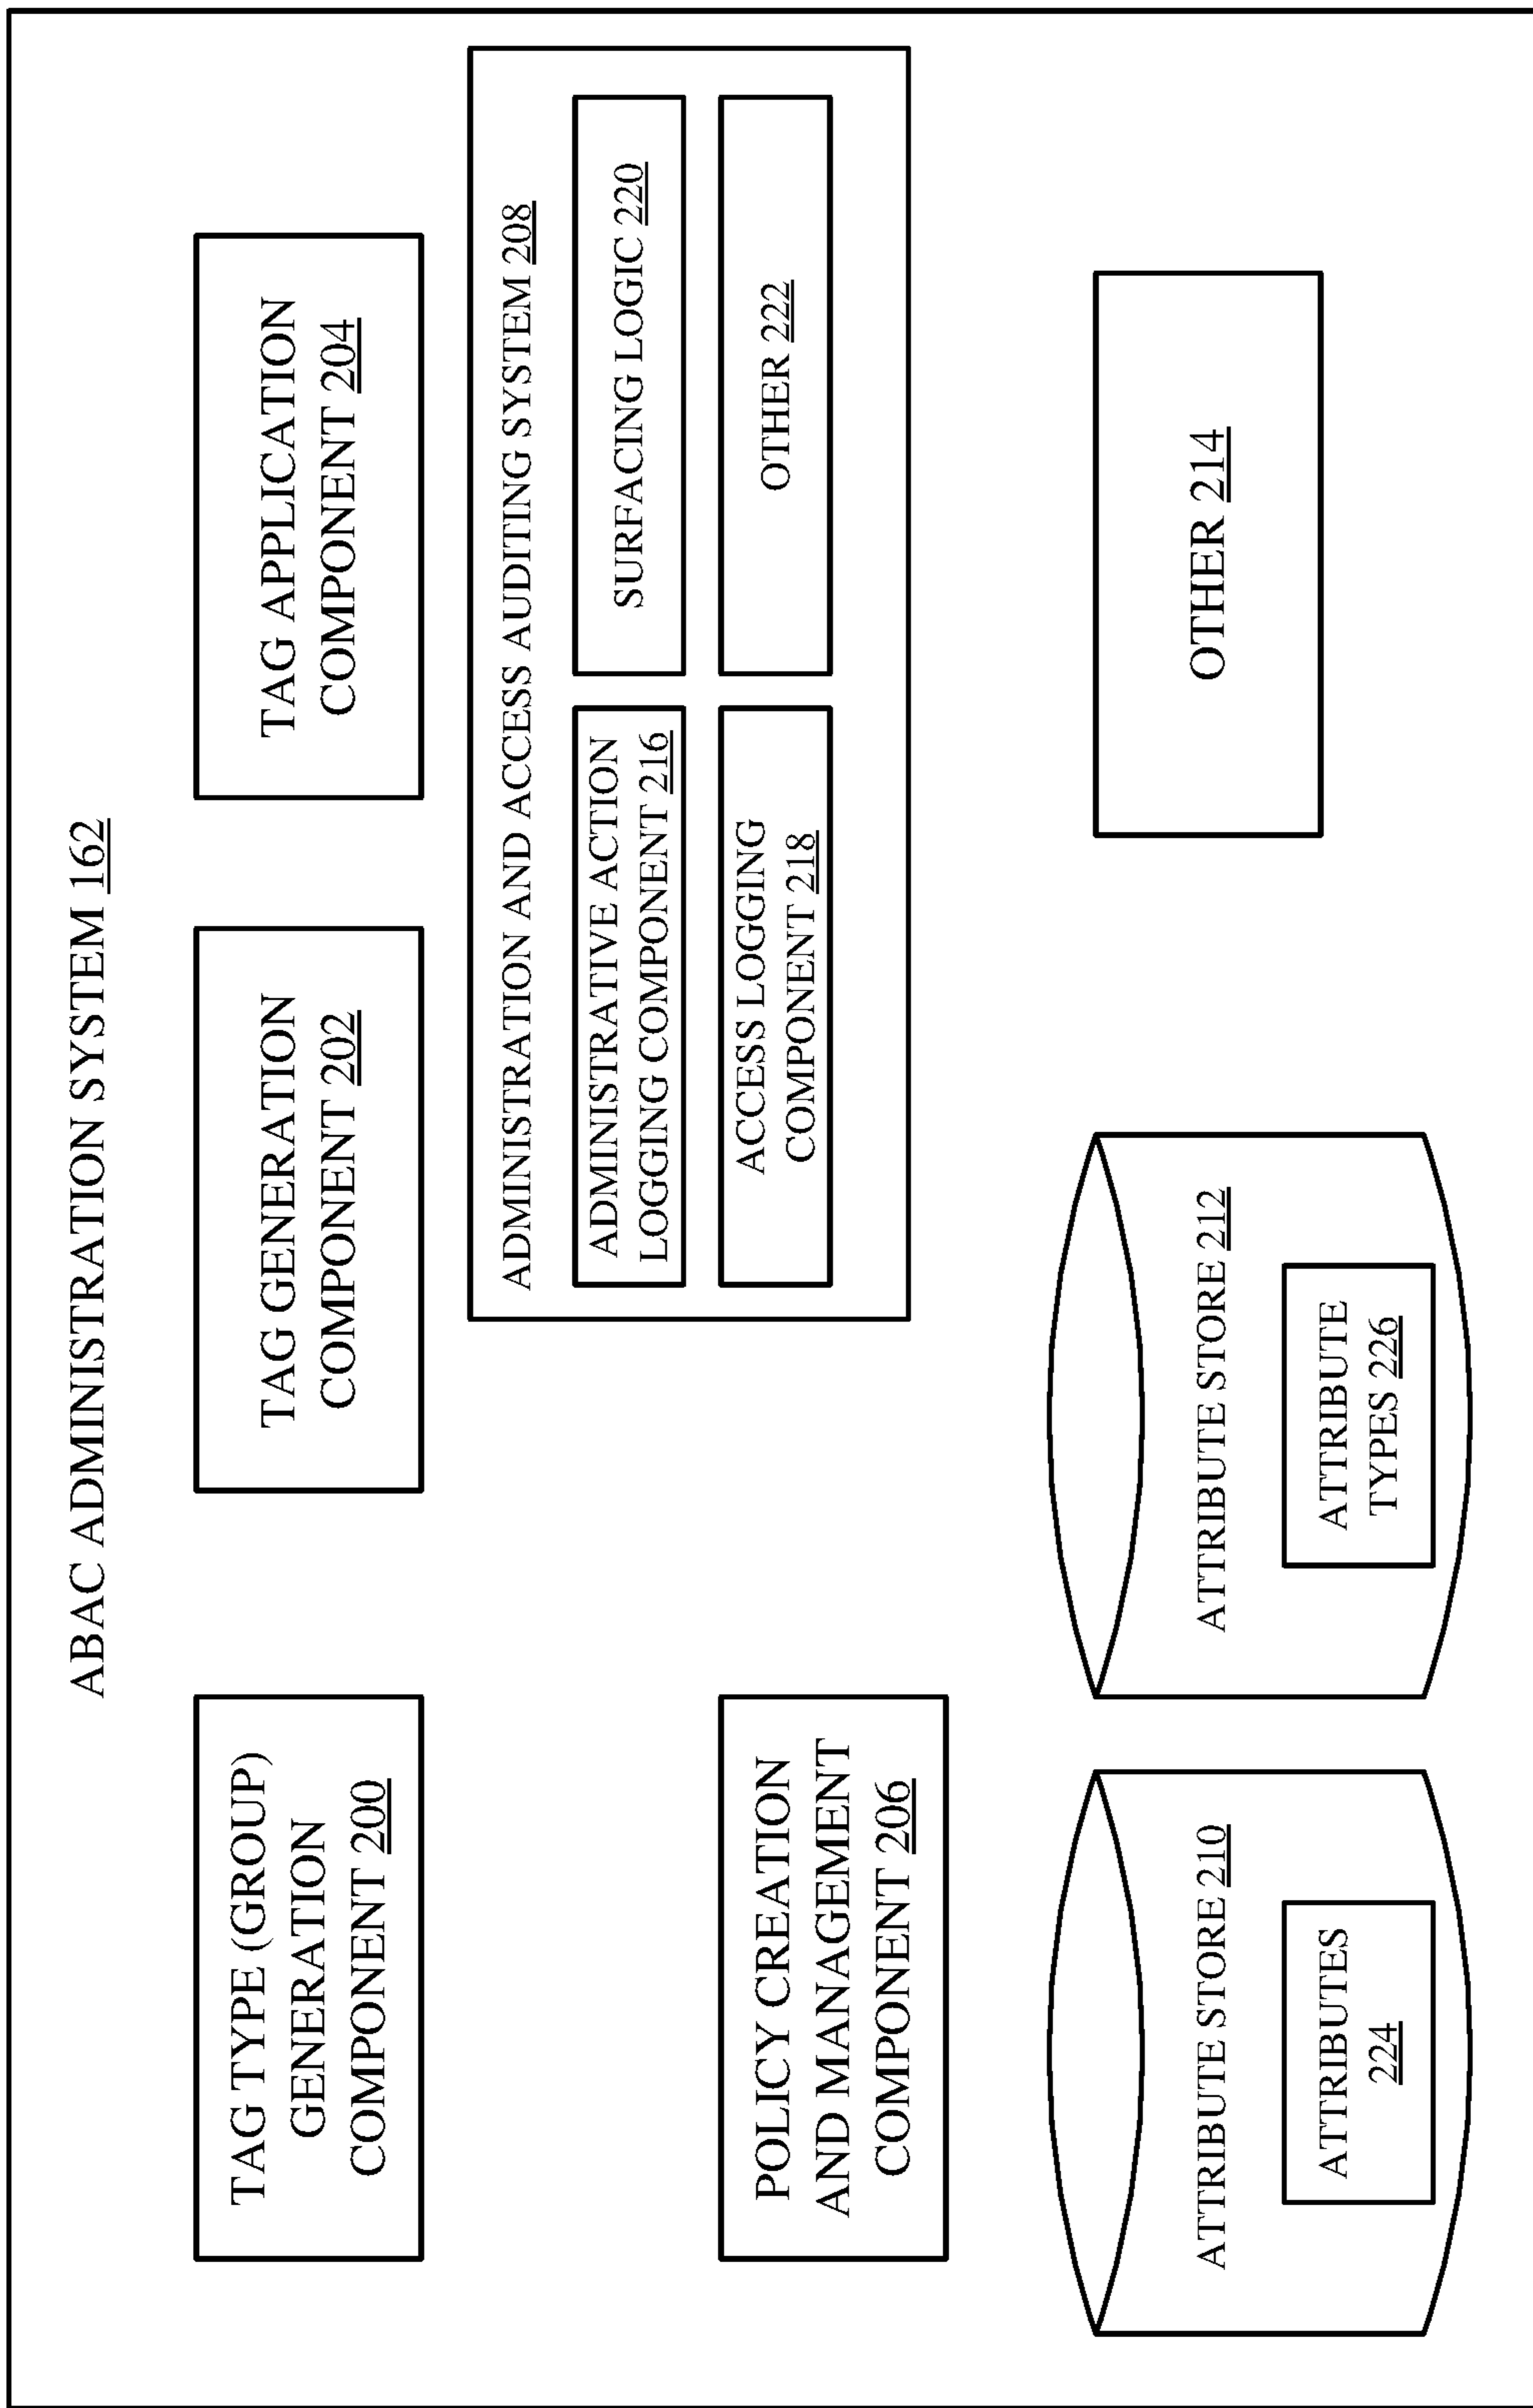 ABAC ADMINISTRATION SYSTEM 162
TAG TYPE (GROUP)
GENERATION
COMPONENT 200
TAG GENERATION
COMPONENT 202
TAG APPLICATION
COMPONENT 204
POLICY CREATION
AND MANAGEMENT
COMPONENT 206
ADMINISTRATION AND ACCESS AUDITING SYSTEM 208
ADMINISTRATIVE ACTION
LOGGING COMPONENT 216
SURFACING LOGIC 220
ACCESS LOGGING
COMPONENT 218
OTHER 222
ATTRIBUTE STORE 210
ATTRIBUTES
224
ATTRIBUTE STORE 212
ATTRIBUTE
TYPES 226
OTHER 214